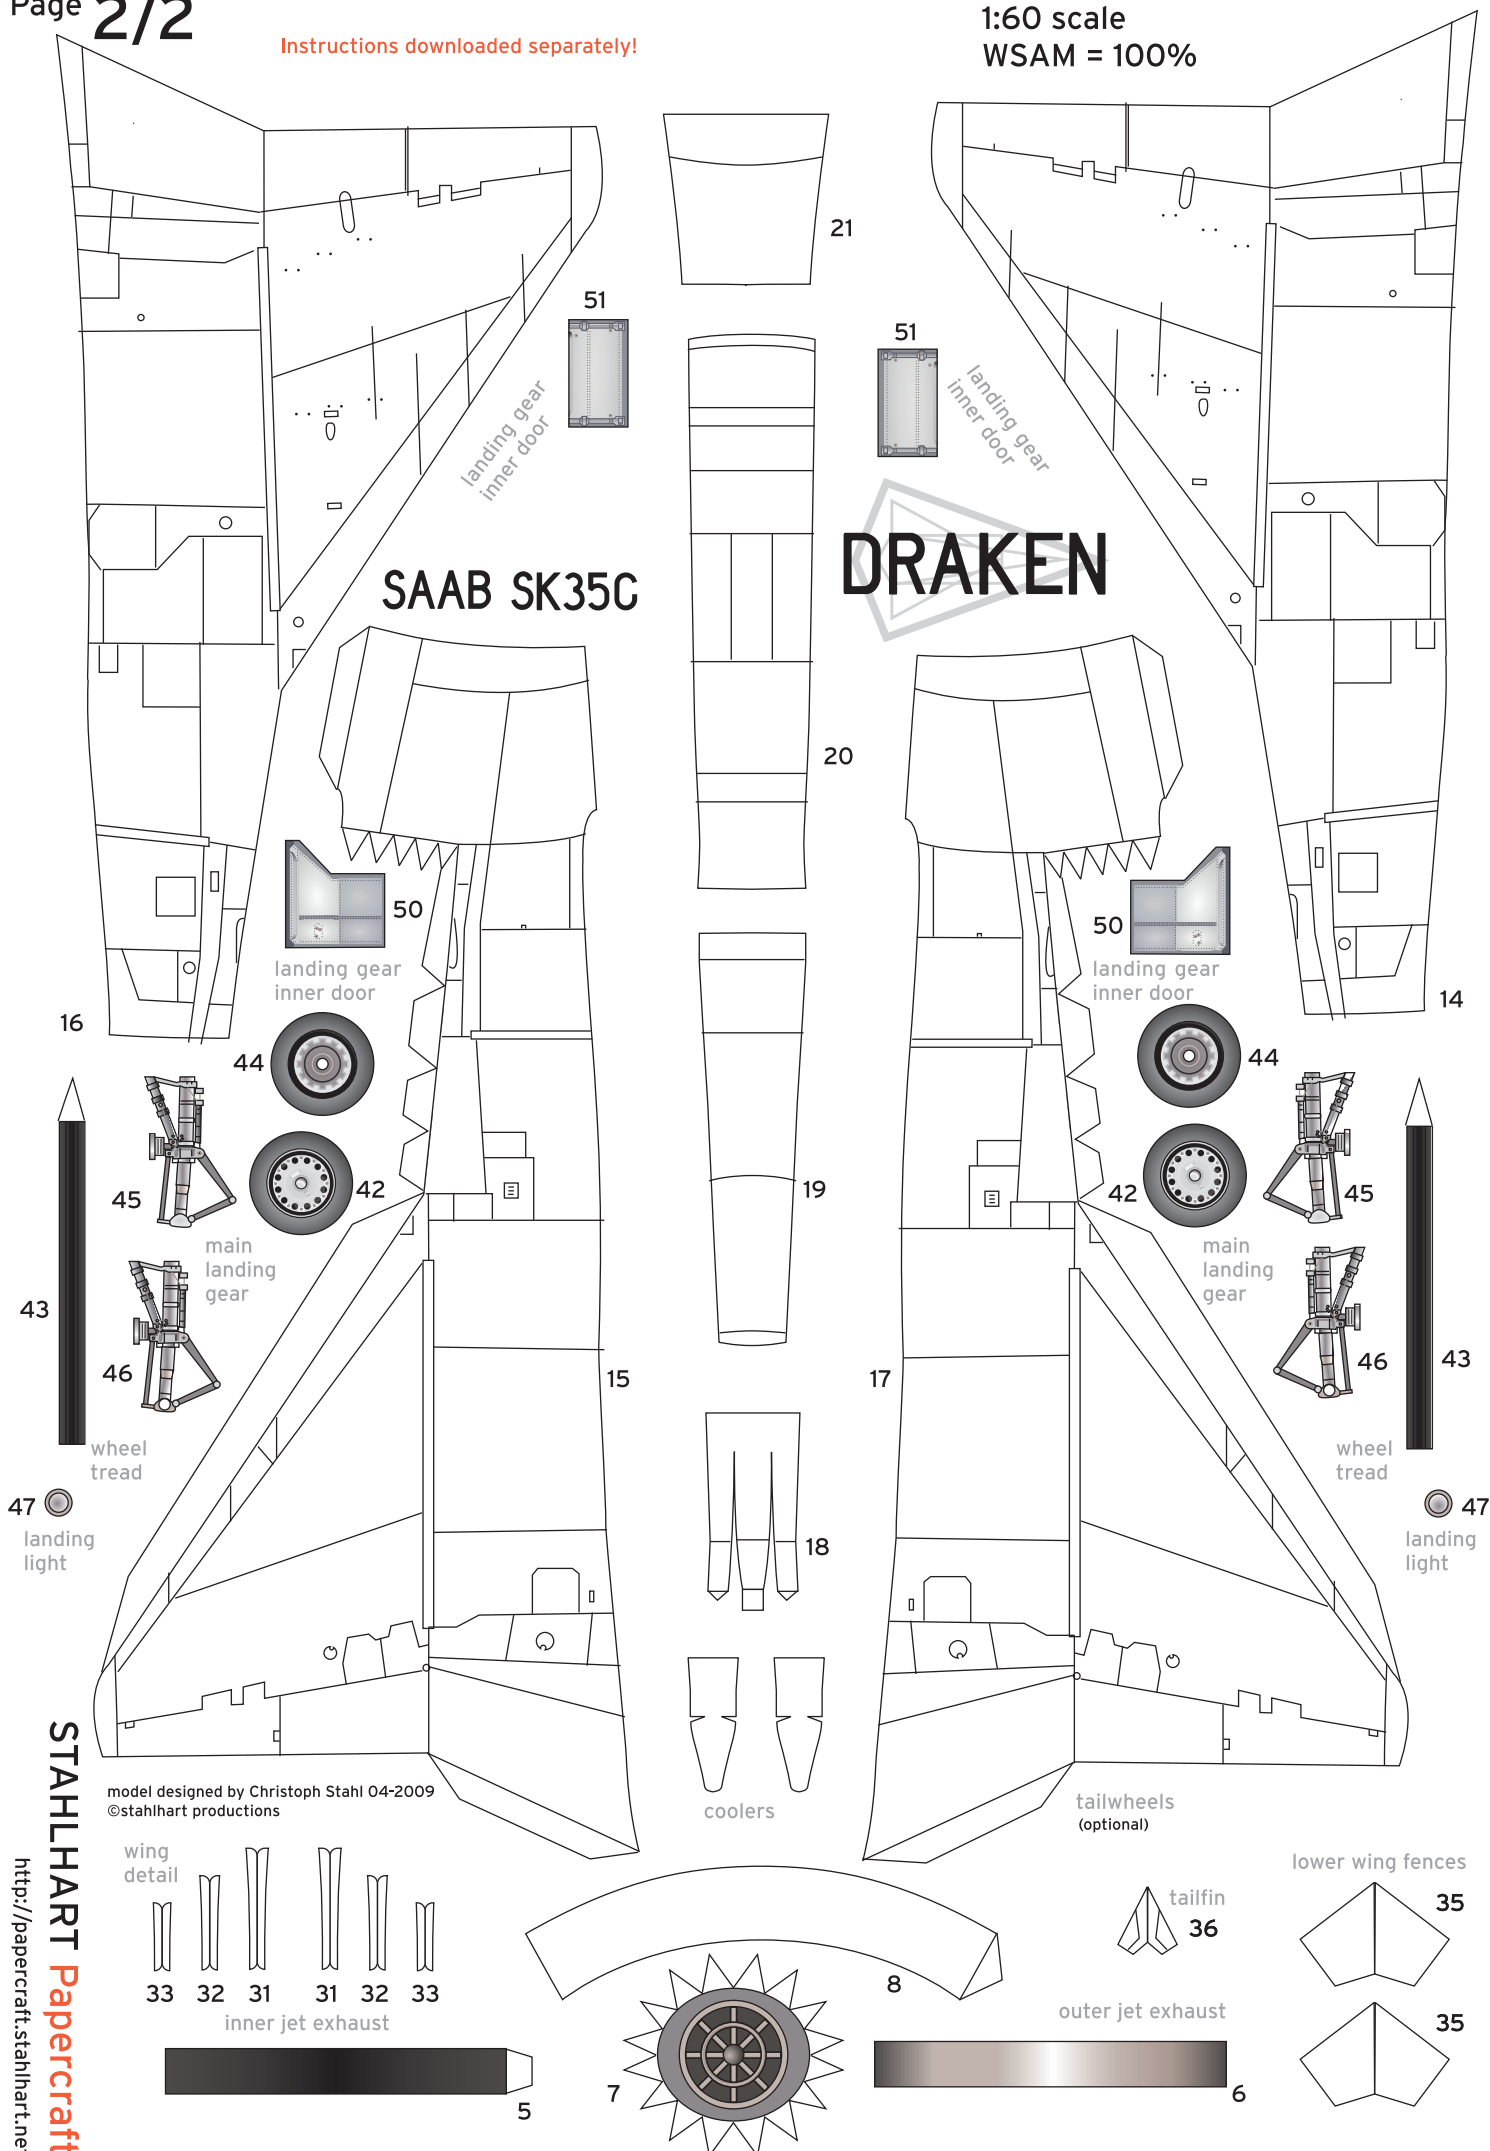 Page 2/2
Instructions downloaded separately!
1:60 scale
WSAM = 100%
21
51
landing gear
inner door
51
landing gear
inner door
SAAB SK35C
DRAKEN
20
50
landing gear
inner door
50
landing gear
inner door
16
14
44
44
45
42
42
45
main
landing
gear
main
landing
gear
19
43
46
46
43
15
17
wheel
tread
wheel
tread
47
landing
light
47
landing
light
18
coolers
model designed by Christoph Stahl 04-2009
©stahlhart productions
tailwheels
(optional)
STAHLHART Papercraft
http://papercraft.stahlhart.net
wing
detail
33 32 31 31 32 33
inner jet exhaust
5
7
8
tailfin
36
lower wing fences
35
35
outer jet exhaust
6